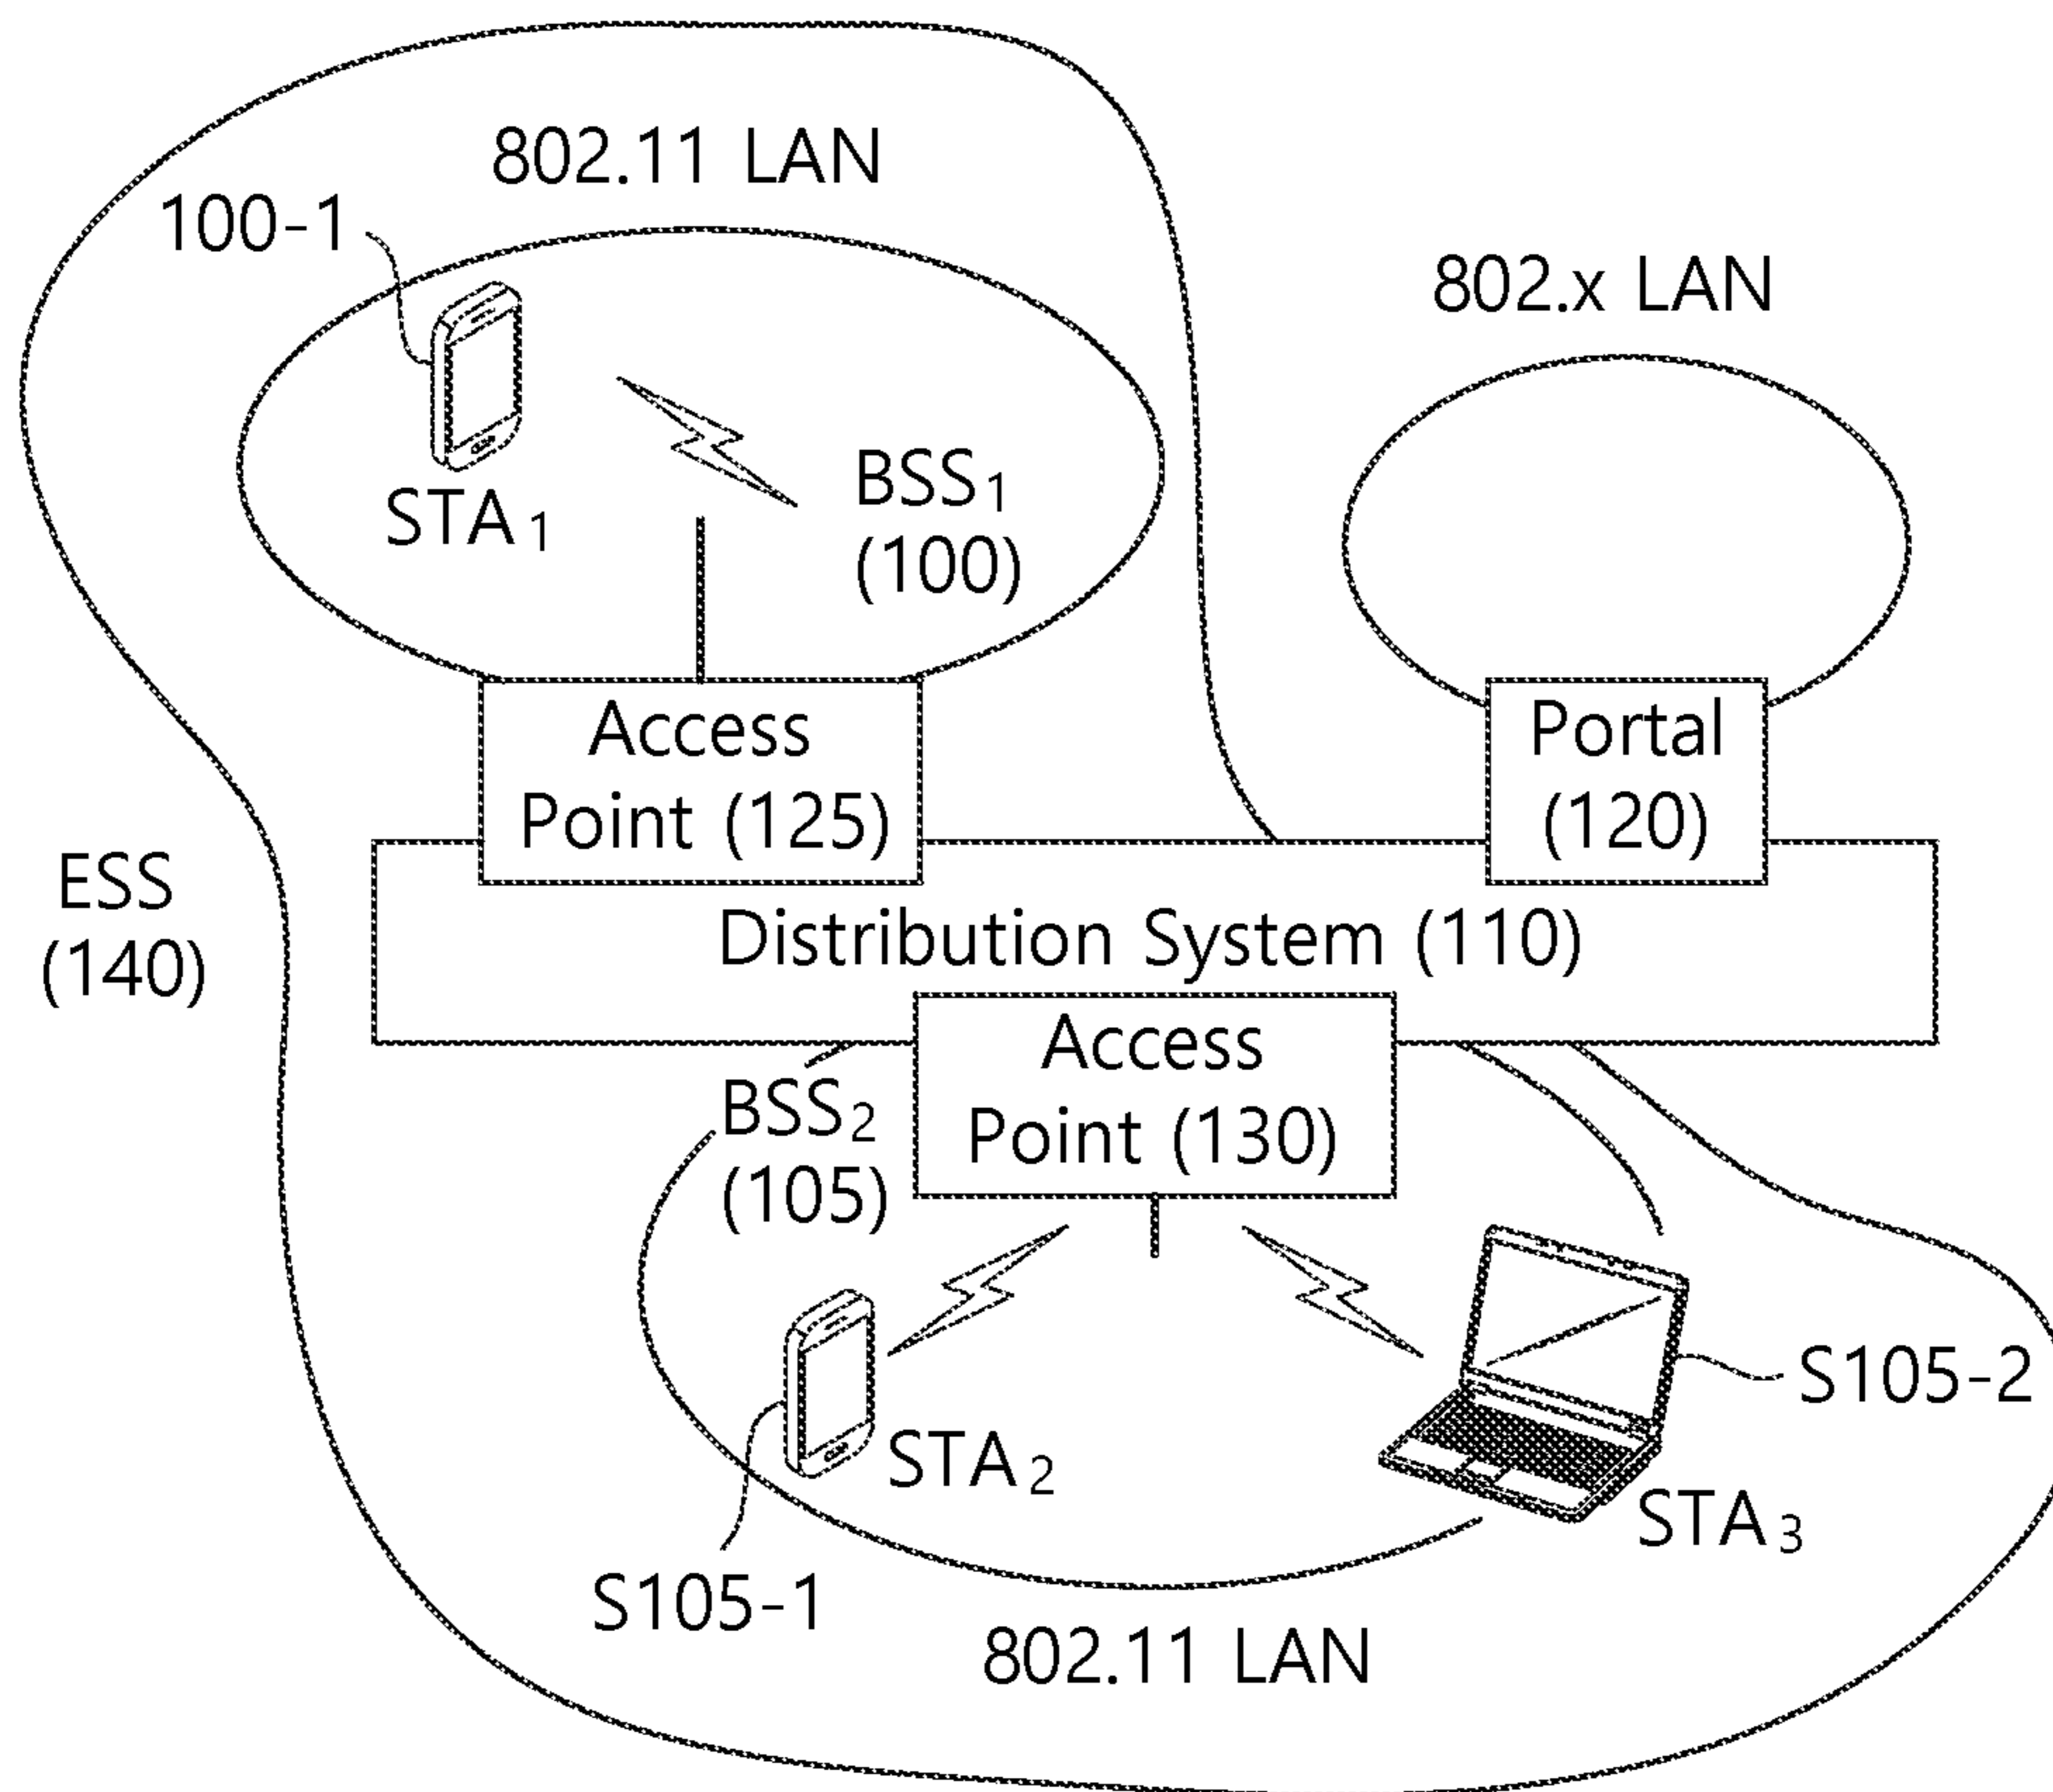 802.11 LAN
100-1
802.x LAN
STA1
BSS1
(100)
Access
Point (125)
Portal
(120)
ESS
(140)
Distribution System (110)
Access
Point (130)
BSS2
(105)
S105-2
STA2
STA3
S105-1
802.11 LAN